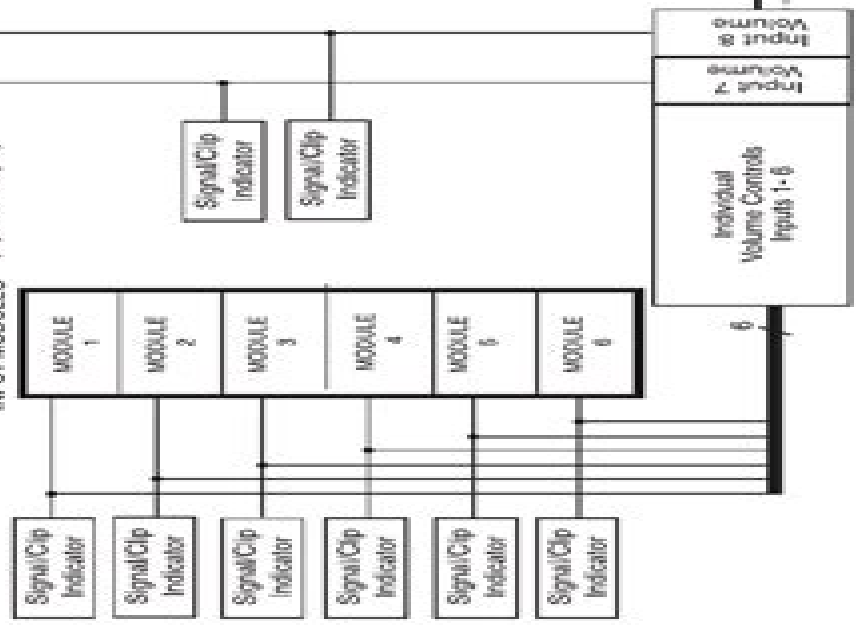 Input 8
Volume
Input 7
Volume
Signal/Clip
Indicator
Signal/Clip
Indicator
Individual
Volume Controls
Inputs 1-6
MODULE
1
MODULE
2
MODULE
3
MODULE
4
MODULE
5
MODULE
6
6
Signal/Clip
Indicator
Signal/Clip
Indicator
Signal/Clip
Indicator
Signal/Clip
Indicator
Signal/Clip
Indicator
Signal/Clip
Indicator